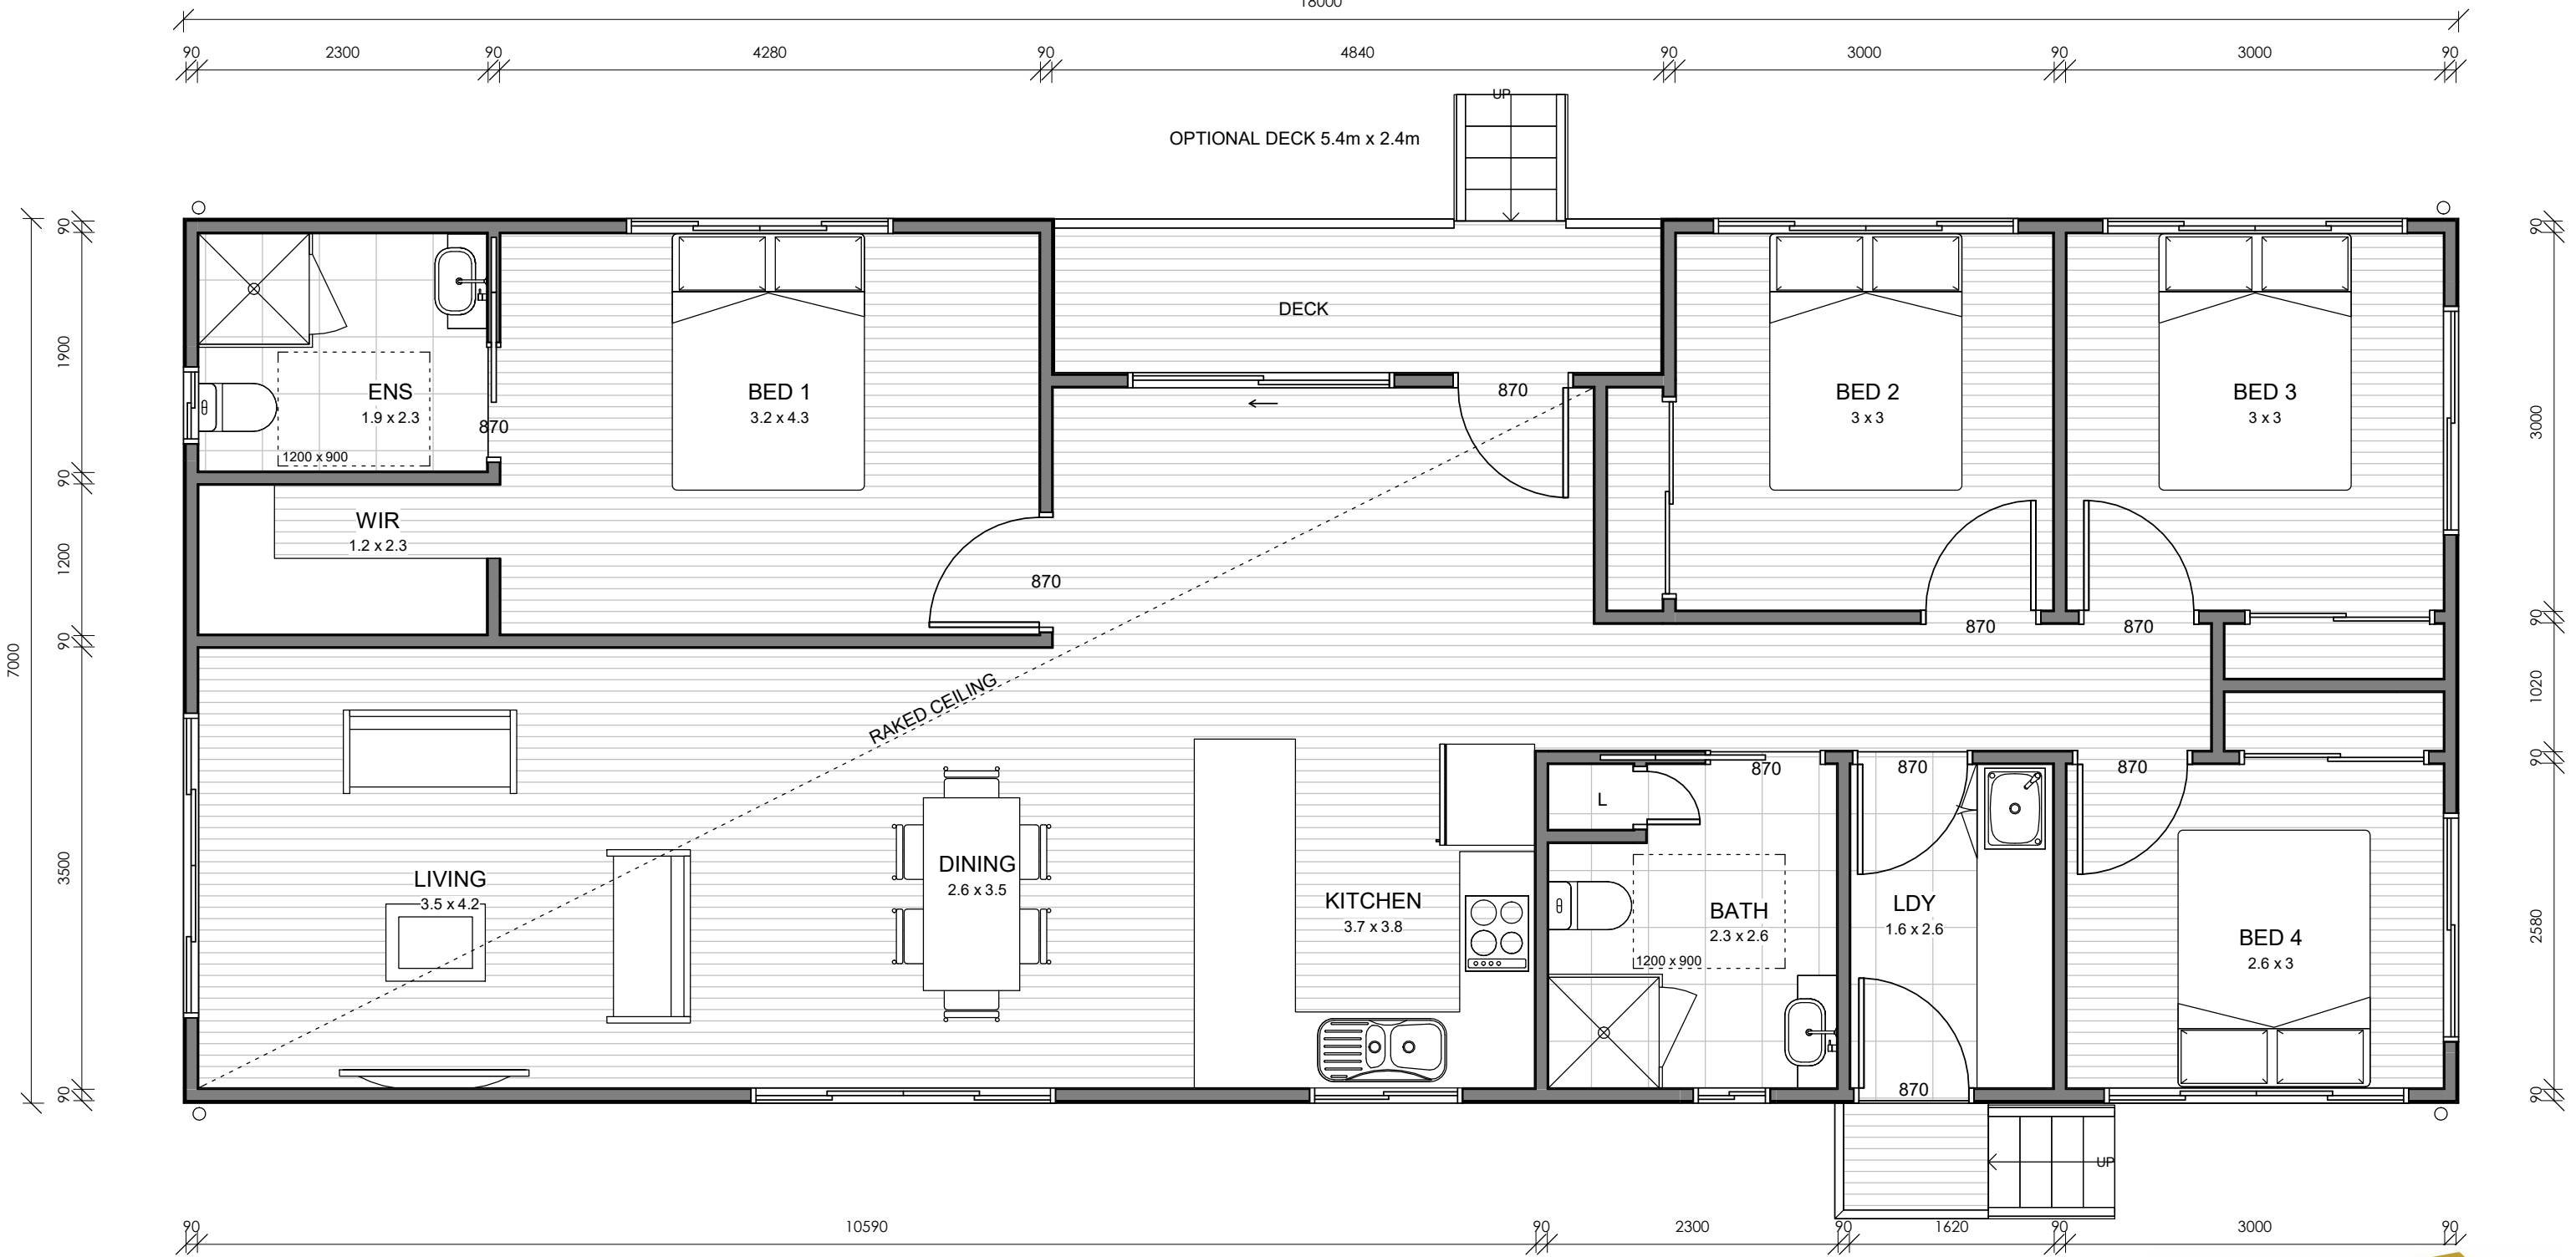 18000
90 2300 90 4280 90 4840 90 3000 90 3000 90
UP
OPTIONAL DECK 5.4m x 2.4m
7000
90
1900
90
1200
90
3500
90
DECK
ENS
1.9 x 2.3
1200 x 900
870
BED 1
3.2 x 4.3
870
BED 2
3 x 3
BED 3
3 x 3
WIR
1.2 x 2.3
870
870
870
RAKED CEILING
870
870
870
L
LIVING
3.5 x 4.2
DINING
2.6 x 3.5
KITCHEN
3.7 x 3.8
BATH
2.3 x 2.6
1200 x 900
LDY
1.6 x 2.6
BED 4
2.6 x 3
870
UP
90
3000
90
1020
90
2580
90
90 10590 90 2300 90 1620 90 3000 90